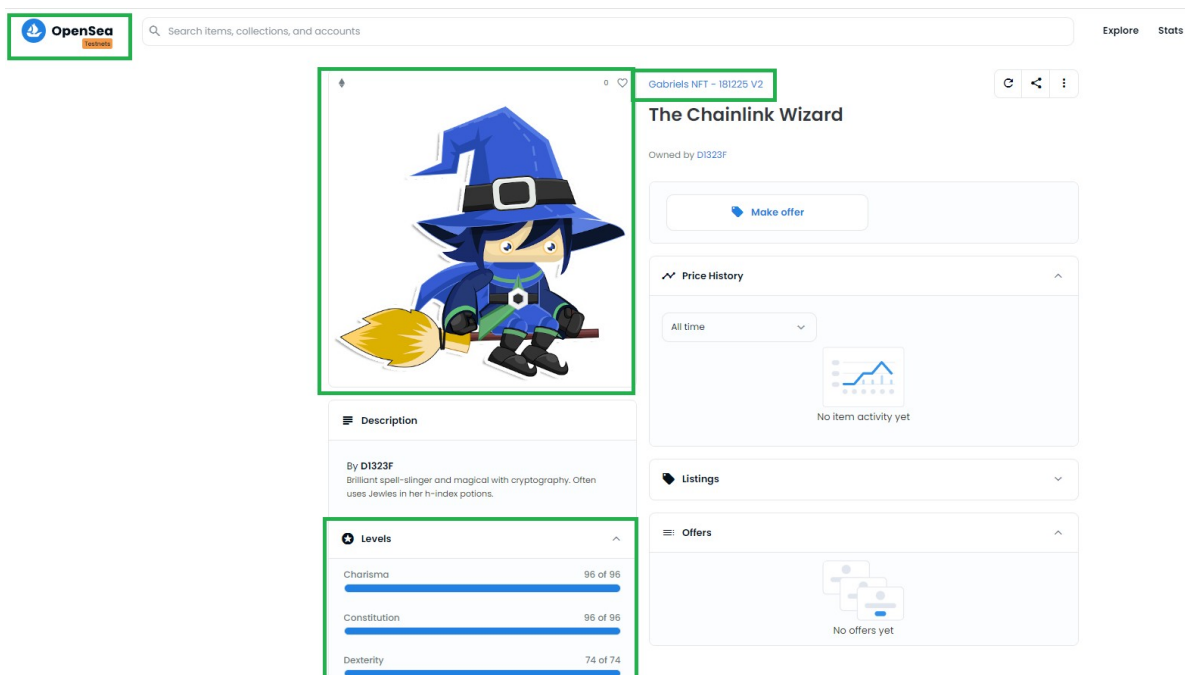 OpenSea
Testnets
Search items, collections, and accounts
Explore
Stats
0
Gabriels NFT - 181225 V2
The Chainlink Wizard
Owned by D1323F
Make offer
Price History
All time
No item activity yet
Description
By D1323F
Brilliant spell-slinger and magical with cryptography. Often
uses Jewles in her h-index potions.
Listings
Levels
Offers
Charisma 96 of 96
Constitution 96 of 96
Dexterity 74 of 74
No offers yet